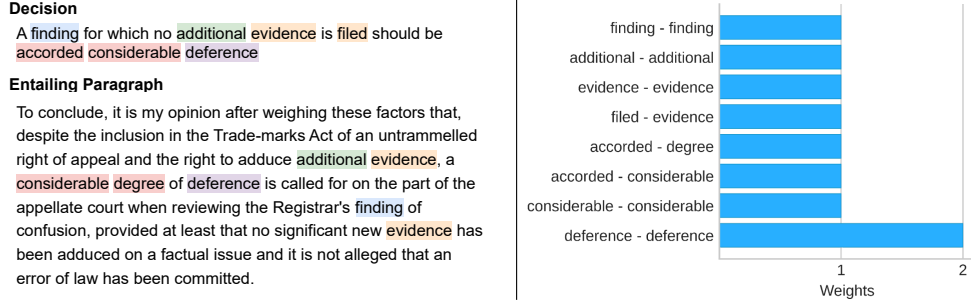 Decision
A finding for which no additional evidence is filed should be
accorded considerable deference
Entailing Paragraph
To conclude, it is my opinion after weighing these factors that,
despite the inclusion in the Trade-marks Act of an untrammelled
right of appeal and the right to adduce additional evidence, a
considerable degree of deference is called for on the part of the
appellate court when reviewing the Registrar's finding of
confusion, provided at least that no significant new evidence has
been adduced on a factual issue and it is not alleged that an
error of law has been committed.
finding - finding
additional - additional
evidence - evidence
filed - evidence
accorded - degree
accorded - considerable
considerable - considerable
deference - deference
1 2
Weights